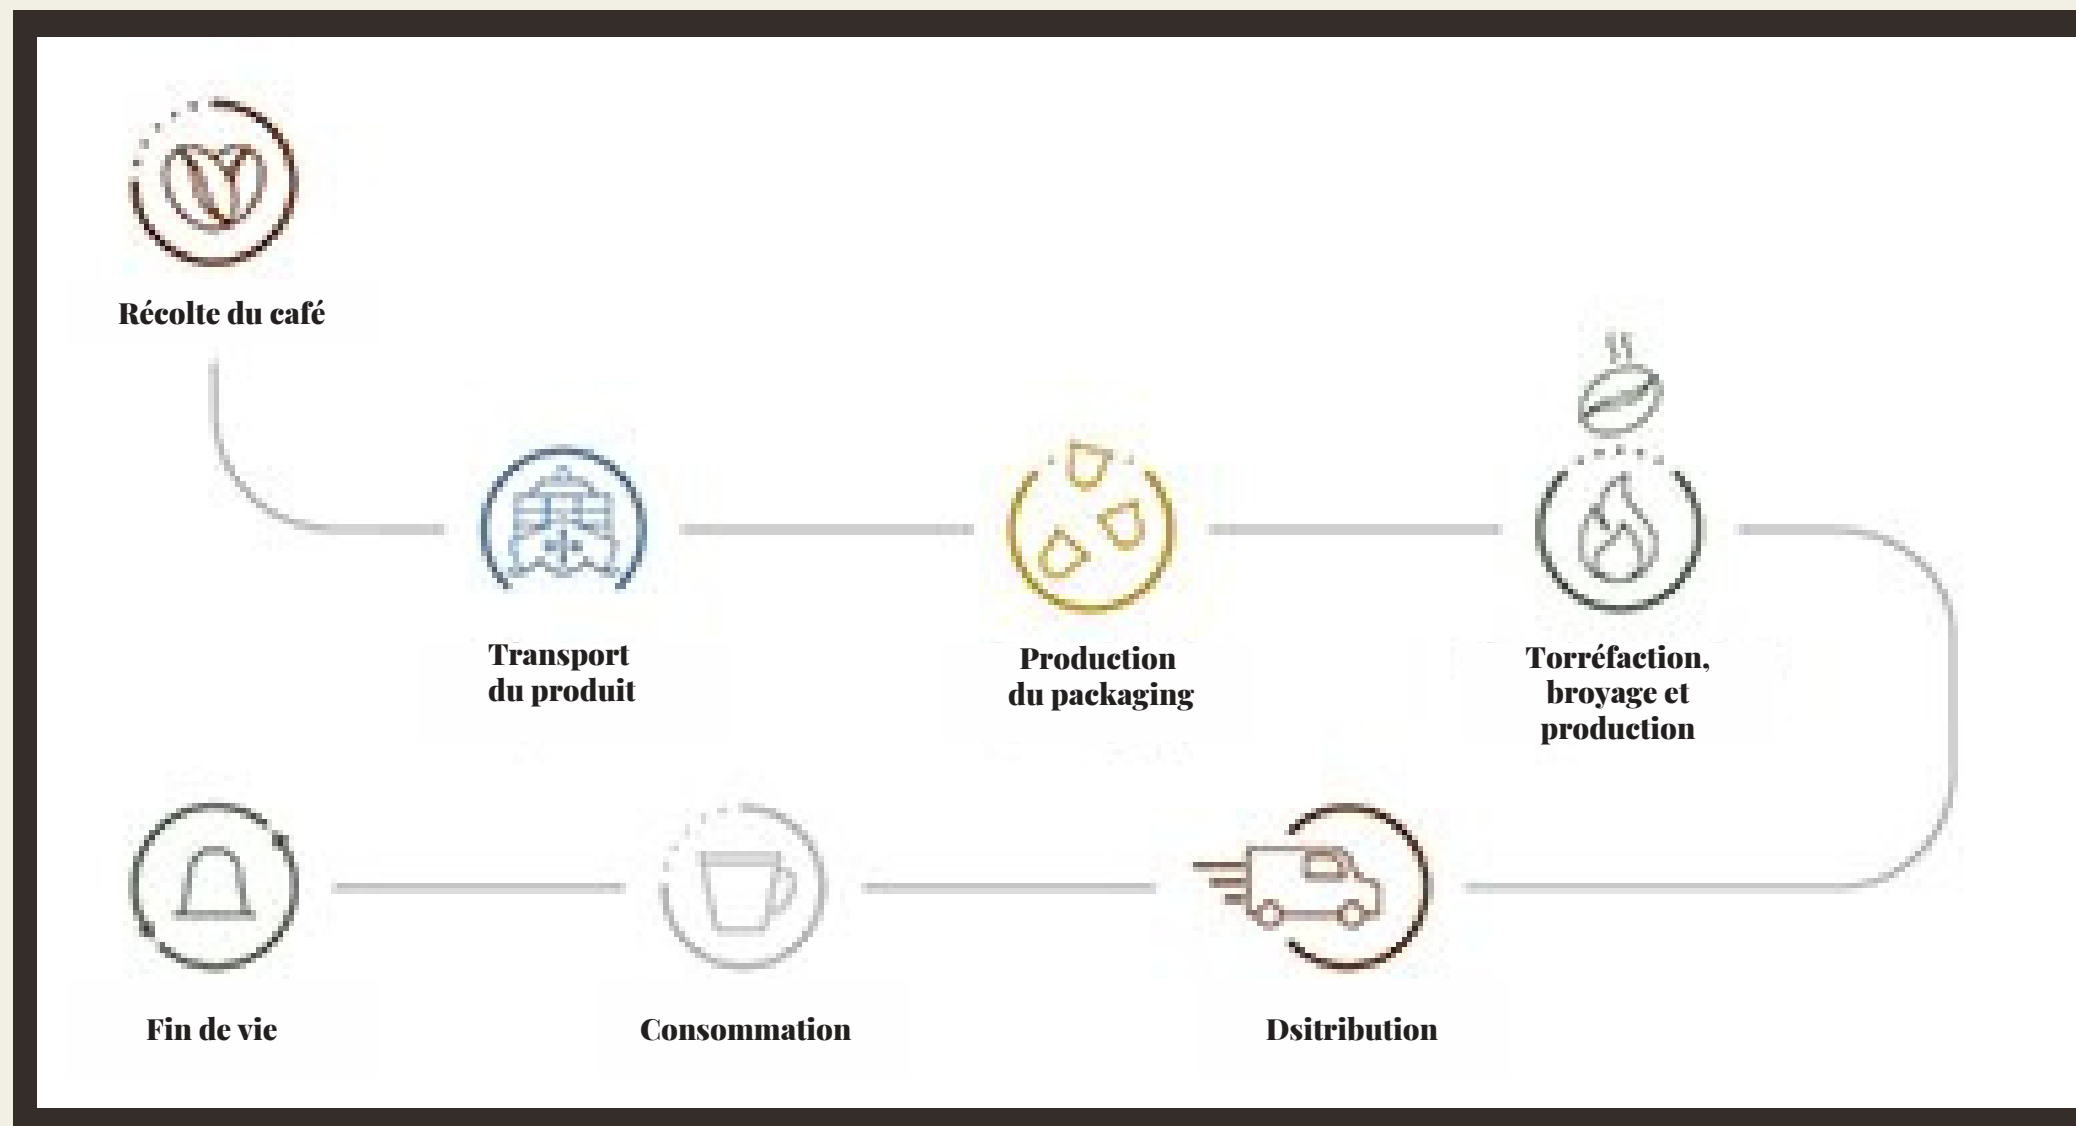 Récolte du café
Transport
du produit
Production
du packaging
Torréfaction,
broyage et
production
Fin de vie
Consommation
Dsitribution